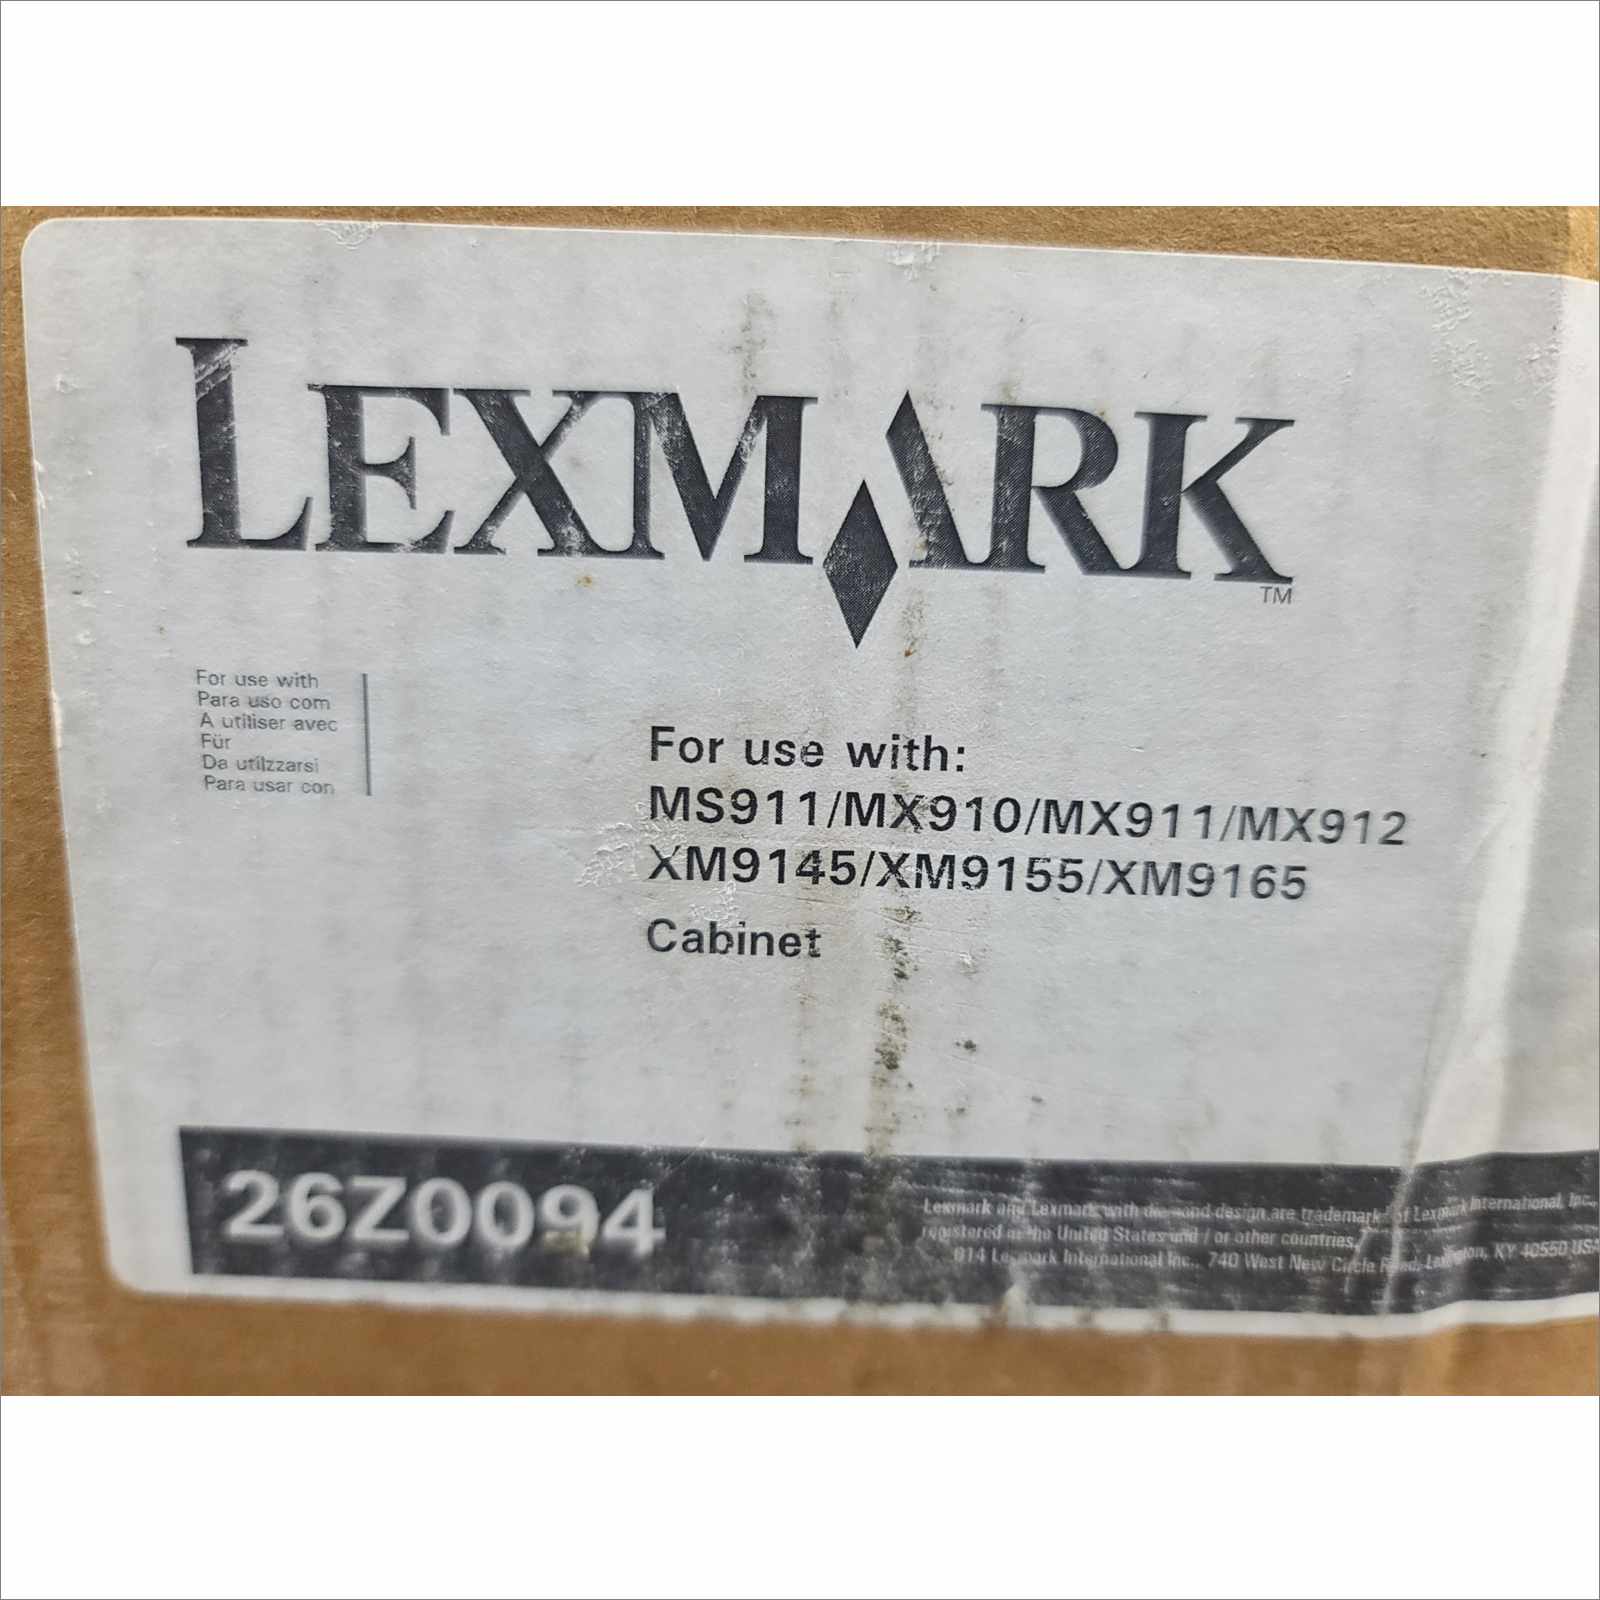 LEXMARK
TM
For use with
Para uso com
A utiliser avec
Für
Da utilzzarsi
Para usar con
For use with:
MS911/MX910/MX911/MX912
XM9145/XM9155/XM9165
Cabinet
26Z0094
Lexmark and Lexmark with diamond design are trademarks of Lexmark International, Inc.,
registered in the United States and / or other countries.
014 Lexmark International Inc., 740 West New Circle Road, Lexington, KY 40550 USA